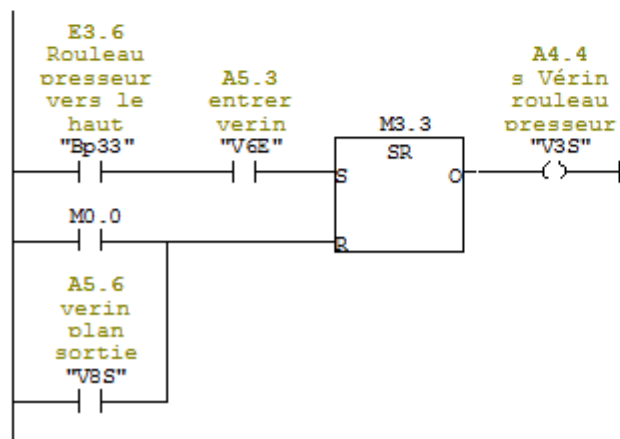 E3.6
Rouleau
presseur
vers le
haut
"Bp33"
A5.3
entrer
verin
"V6E"
M3.3
SR
S
Q
R
A4.4
s Vérin
rouleau
presseur
"V3S"
M0.0
A5.6
verin
plan
sortie
"V8S"